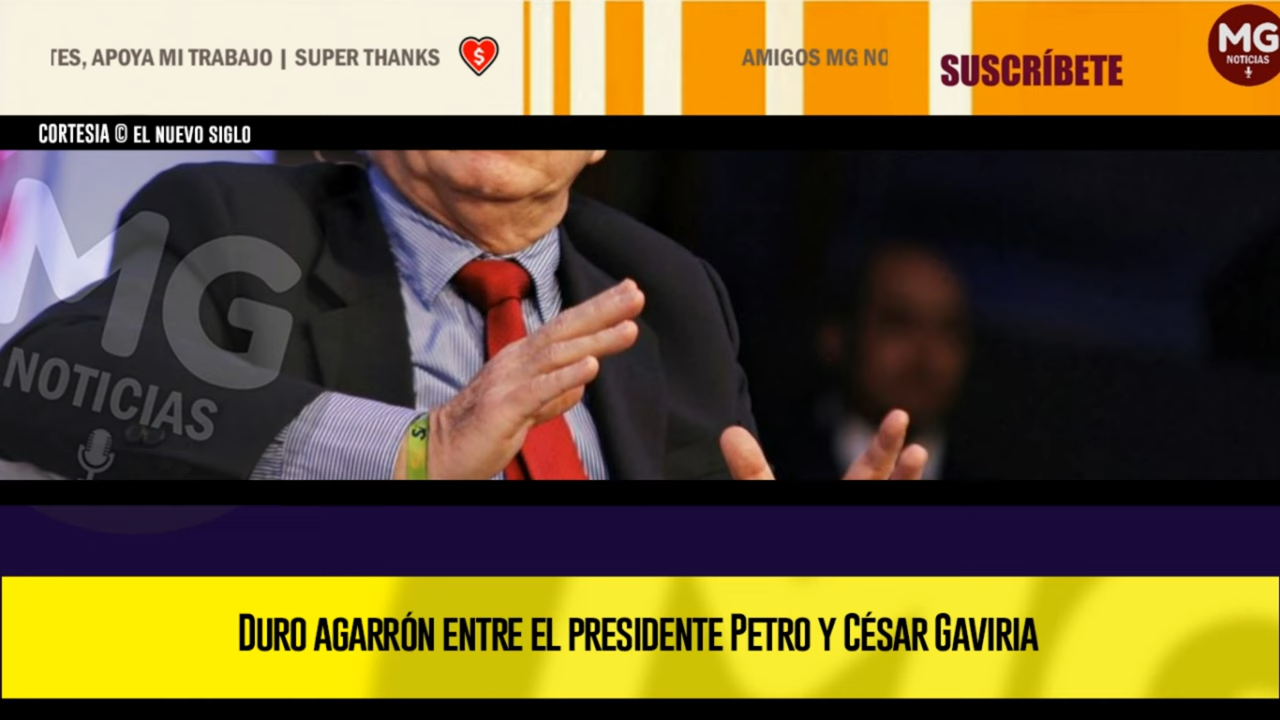 TES, APOYA MI TRABAJO | SUPER THANKS
$
AMIGOS MG NO
SUSCRÍBETE
MG
NOTICIAS
CORTESIA © EL NUEVO SIGLO
MG
NOTICIAS
DURO AGARRÓN ENTRE EL PRESIDENTE PETRO Y CÉSAR GAVIRIA